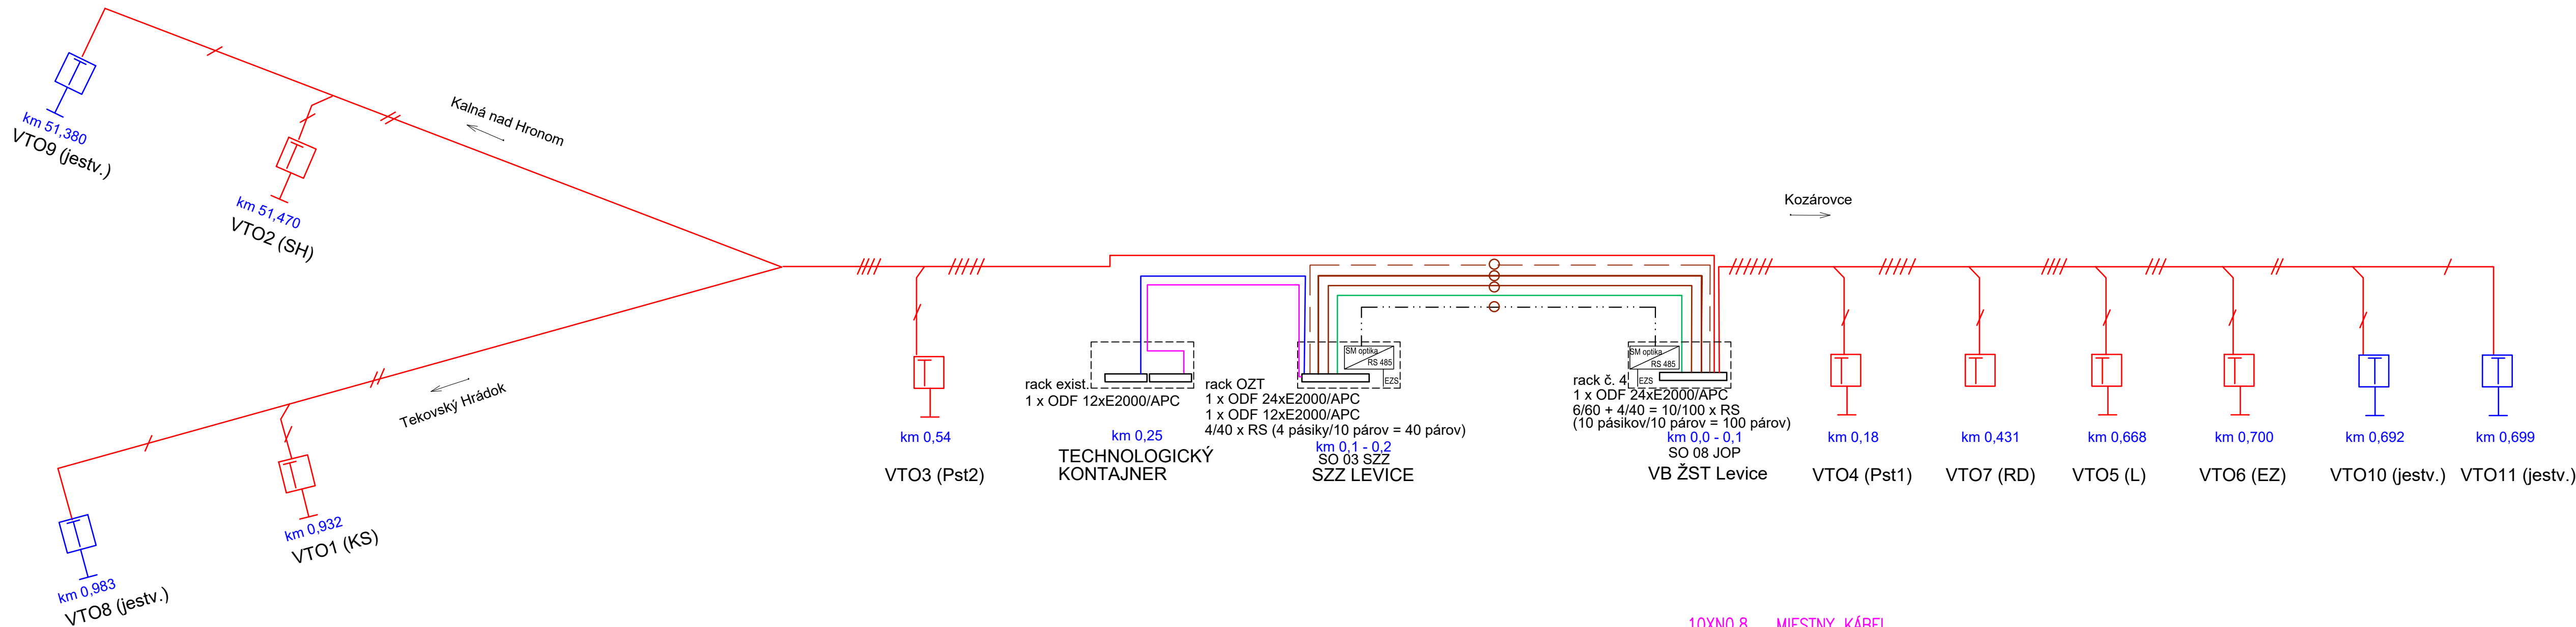 Kalná nad Hronom
km 51,380
VTO9 (jestv.)
km 51,470
VTO2 (SH)
Kozárovce
Tekovský Hrádok
km 0,932
VTO1 (KS)
km 0,983
VTO8 (jestv.)
km 0,54
VTO3 (Pst2)
rack exist.
1 x ODF 12xE2000/APC
km 0,25
TECHNOLOGICKÝ
KONTAJNER
SM optika
RS 485
EZS
rack OZT
1 x ODF 24xE2000/APC
1 x ODF 12xE2000/APC
4/40 x RS (4 pásiky/10 párov = 40 párov)
km 0,1 - 0,2
SO 03 SZZ
SZZ LEVICE
SM optika
RS 485
EZS
rack č. 4
1 x ODF 24xE2000/APC
6/60 + 4/40 = 10/100 x RS
(10 pásikov/10 párov = 100 párov)
km 0,0 - 0,1
SO 08 JOP
VB ŽST Levice
km 0,18
VTO4 (Pst1)
km 0,431
VTO7 (RD)
km 0,668
VTO5 (L)
km 0,700
VTO6 (EZ)
km 0,692
VTO10 (jestv.)
km 0,699
VTO11 (jestv.)
10XN0,8 MIESTNY KÁBEL